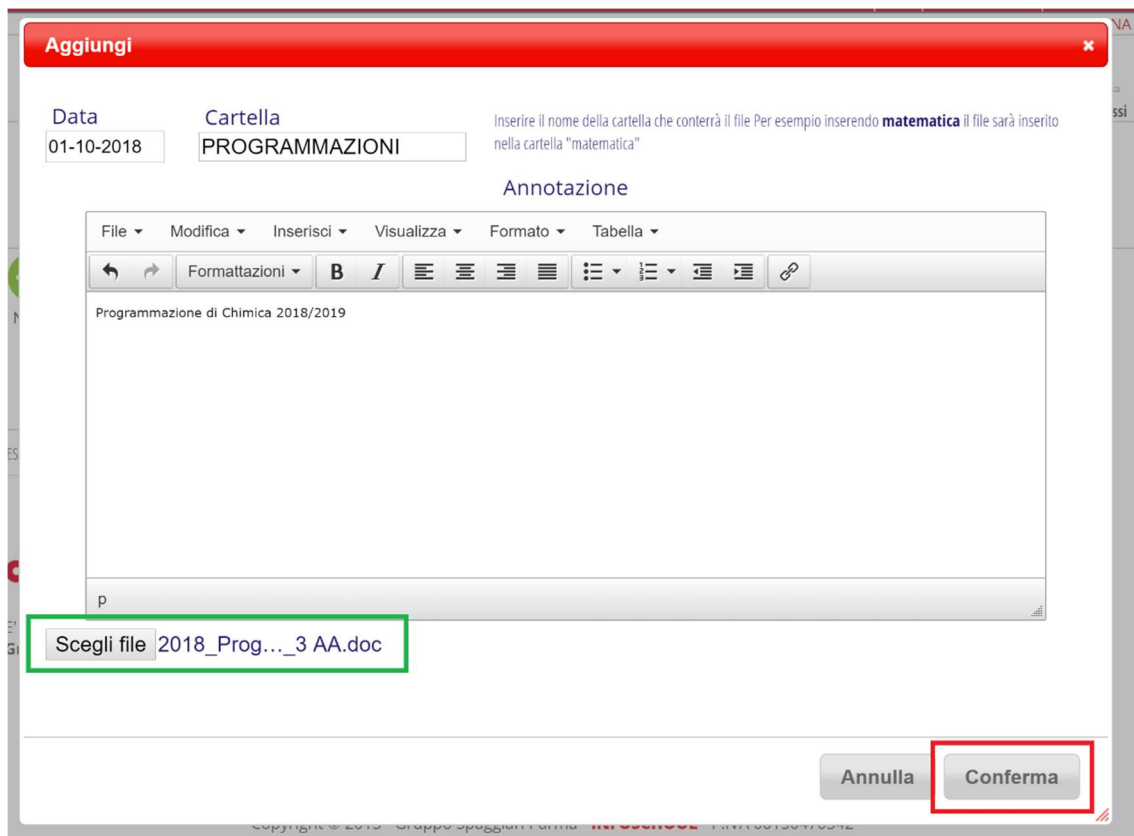 Aggiungi
NA
ssi
Data
Cartella
01-10-2018
PROGRAMMAZIONI
Inserire il nome della cartella che conterrà il file Per esempio inserendo matematica il file sarà inserito
nella cartella "matematica"
Annotazione
File Modifica Inserisci Visualizza Formato Tabella
Formattazioni B I
Programmazione di Chimica 2018/2019
p
Scegli file 2018_Prog…_3 AA.doc
Annulla Conferma